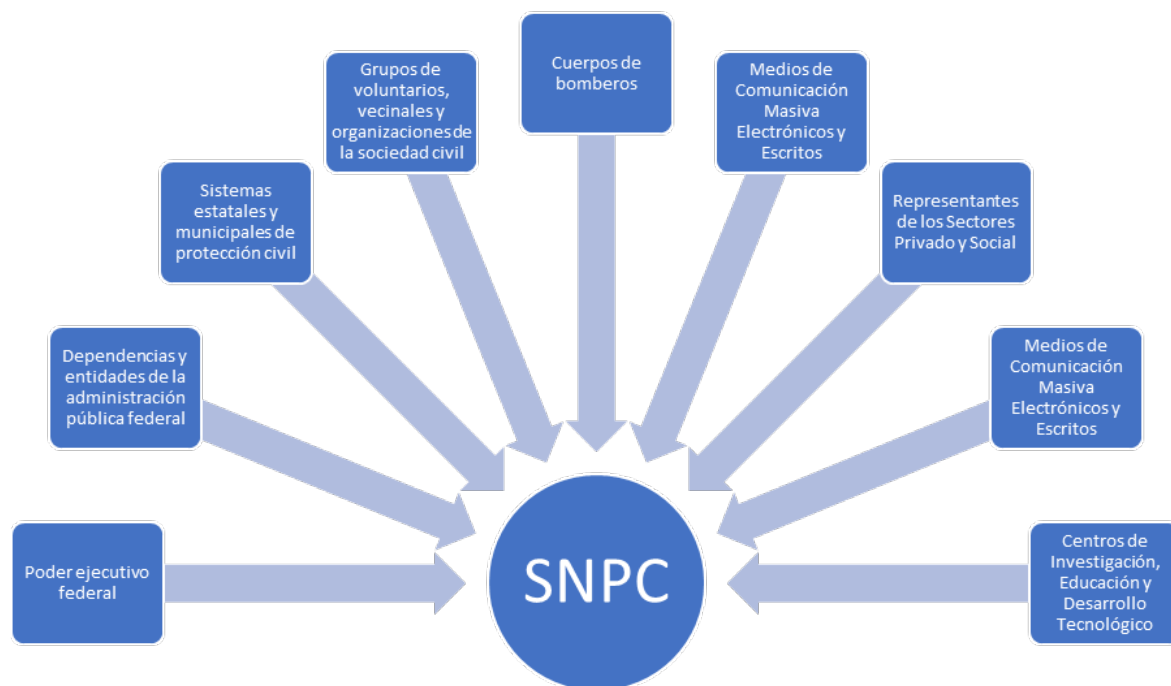 Cuerpos de
bomberos
Grupos de
voluntarios,
vecinales y
organizaciones de
la sociedad civil
Medios de
Comunicación
Masiva
Electrónicos y
Escritos
Sistemas
estatales y
municipales de
protección civil
Representantes
de los Sectores
Privado y Social
Dependencias y
entidades de la
administración
pública federal
Medios de
Comunicación
Masiva
Electrónicos y
Escritos
Poder ejecutivo
federal
SNPC
Centros de
Investigación,
Educación y
Desarrollo
Tecnológico